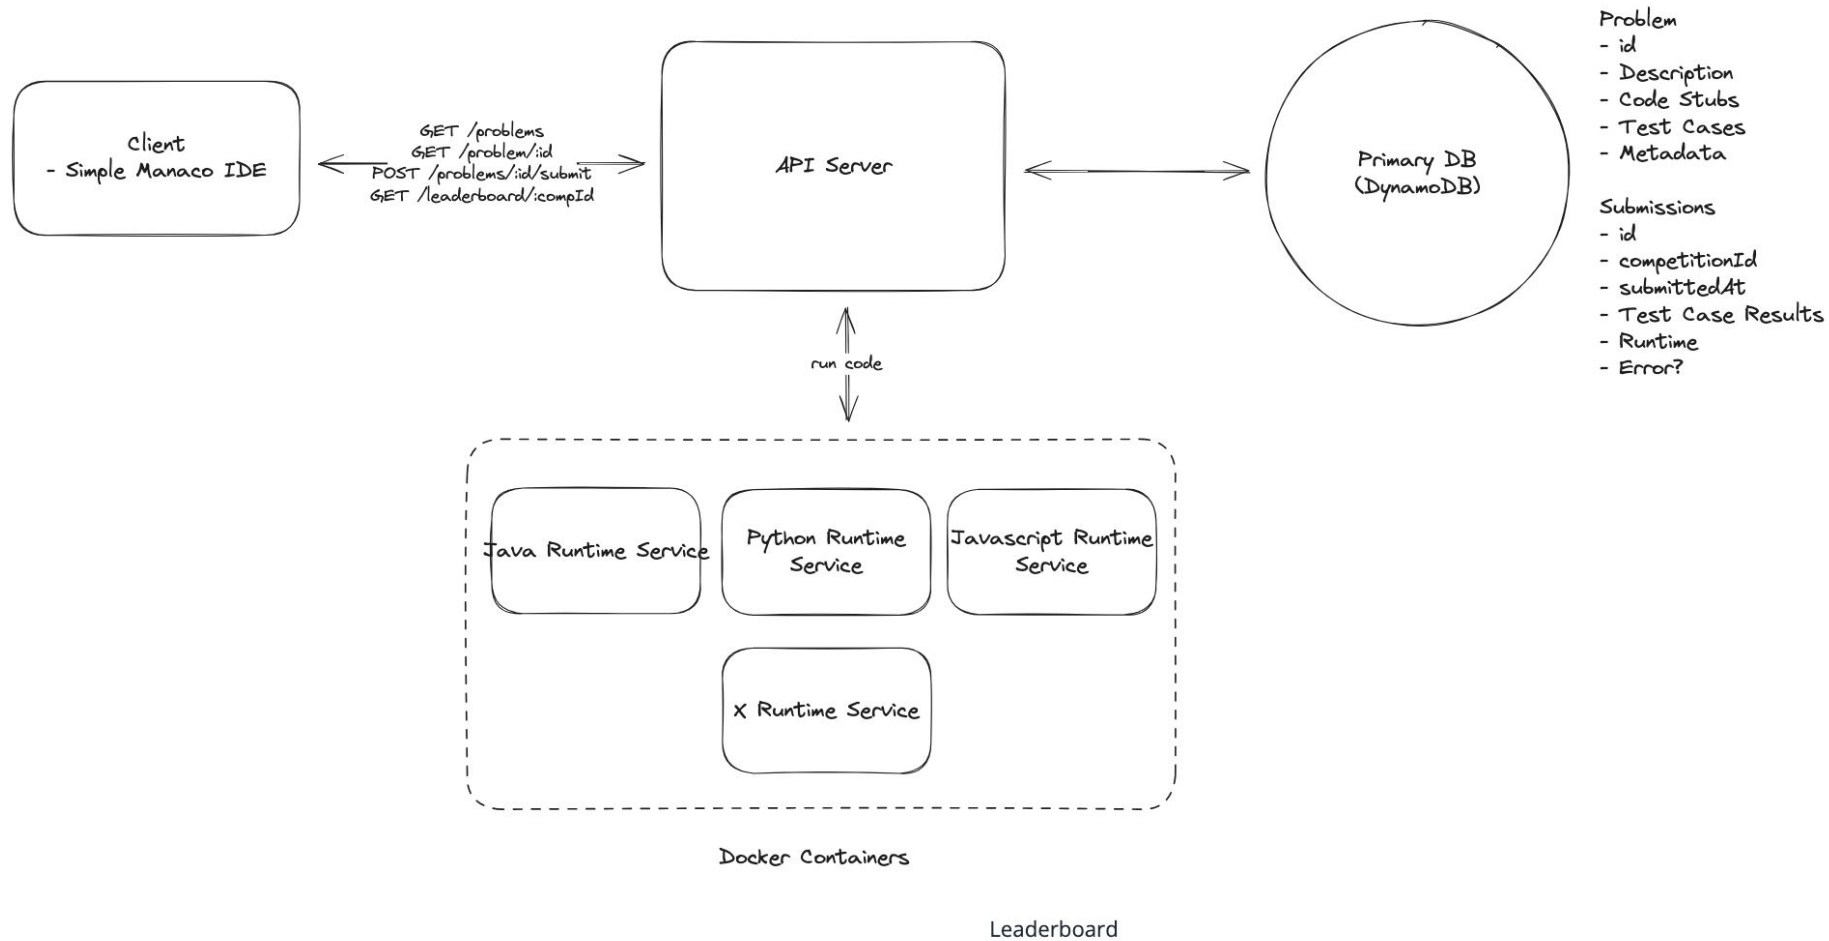 Client
- Simple Manaco IDE
GET /problems
GET /problem/:id
POST /problems/:id/submit
GET /leaderboard/:compId
API Server
Primary DB
(DynamoDB)
Problem
- id
- Description
- Code Stubs
- Test Cases
- Metadata
Submissions
- id
- competitionId
- submittedAt
- Test Case Results
- Runtime
- Error?
run code
Java Runtime Service
Python Runtime
Service
Javascript Runtime
Service
X Runtime Service
Docker Containers
Leaderboard